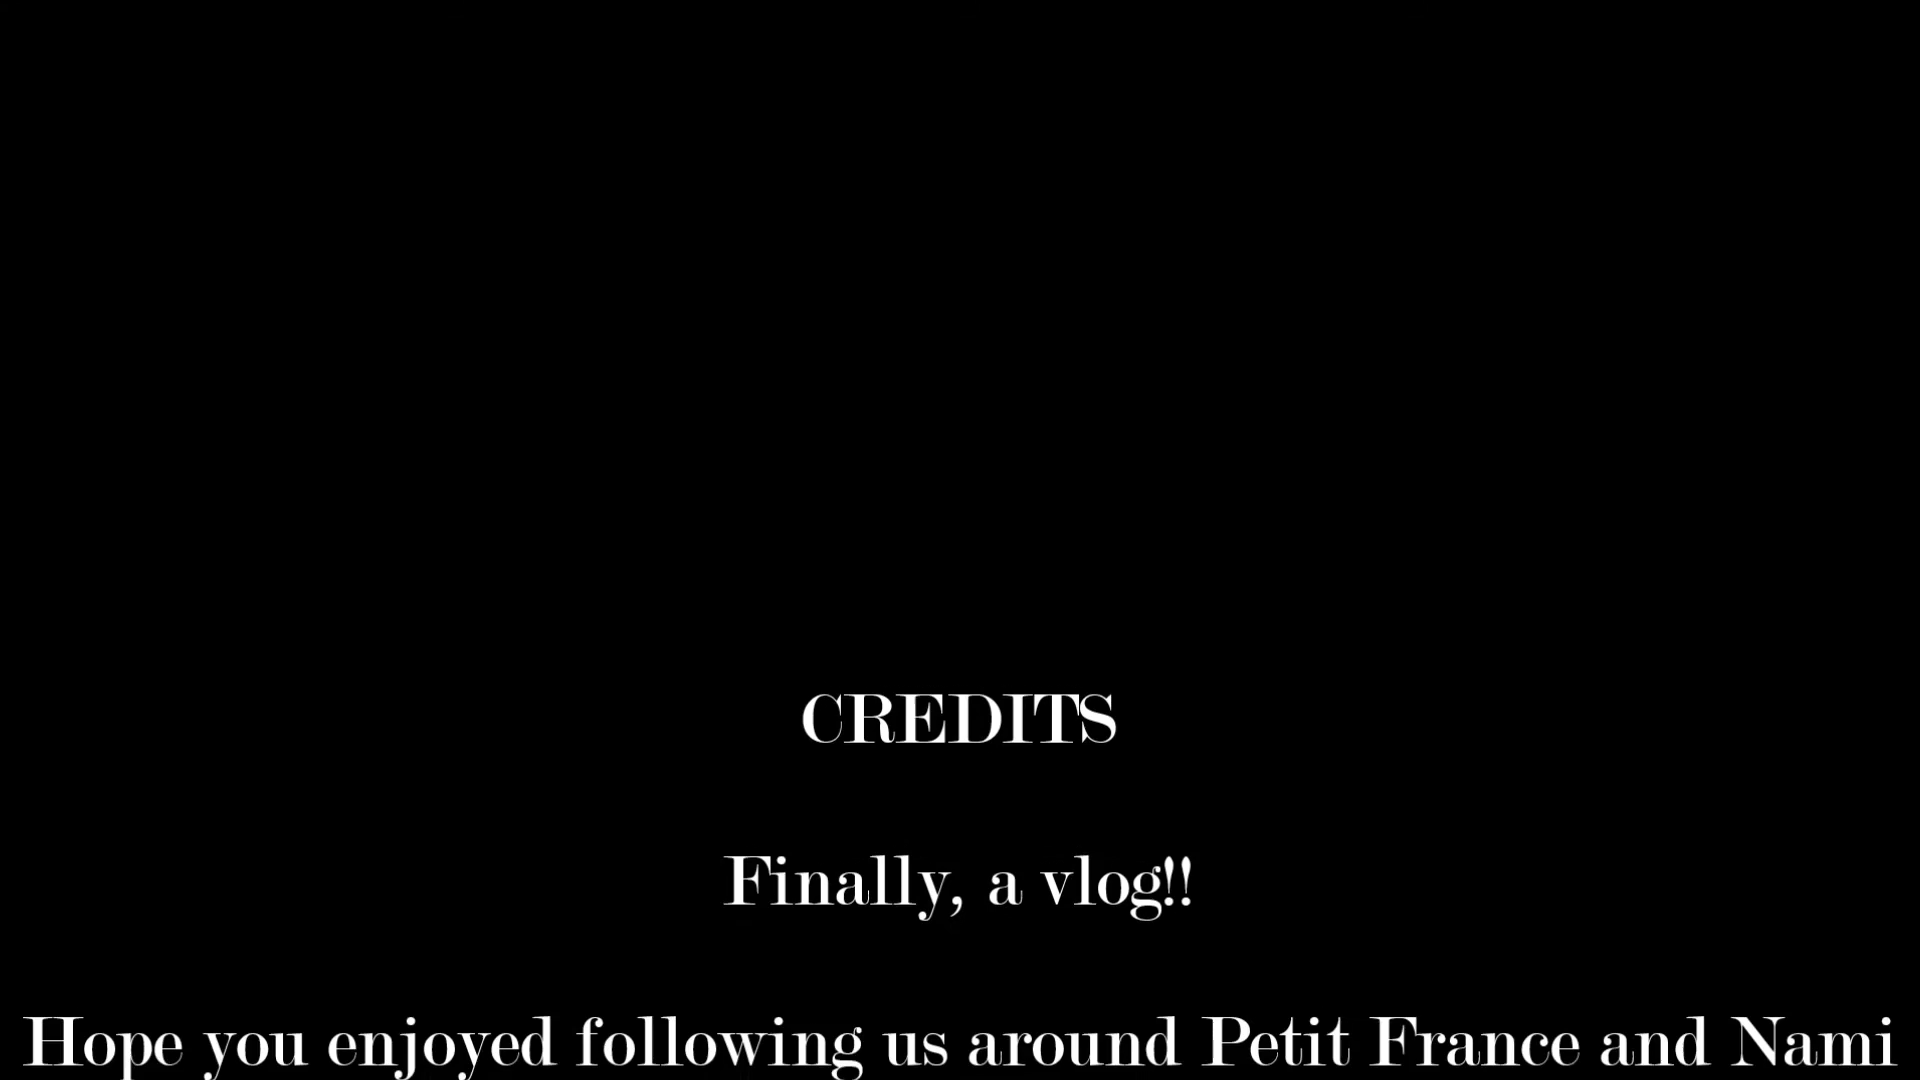 CREDITS
Finally, a vlog!!
Hope you enjoyed following us around Petit France and Nami